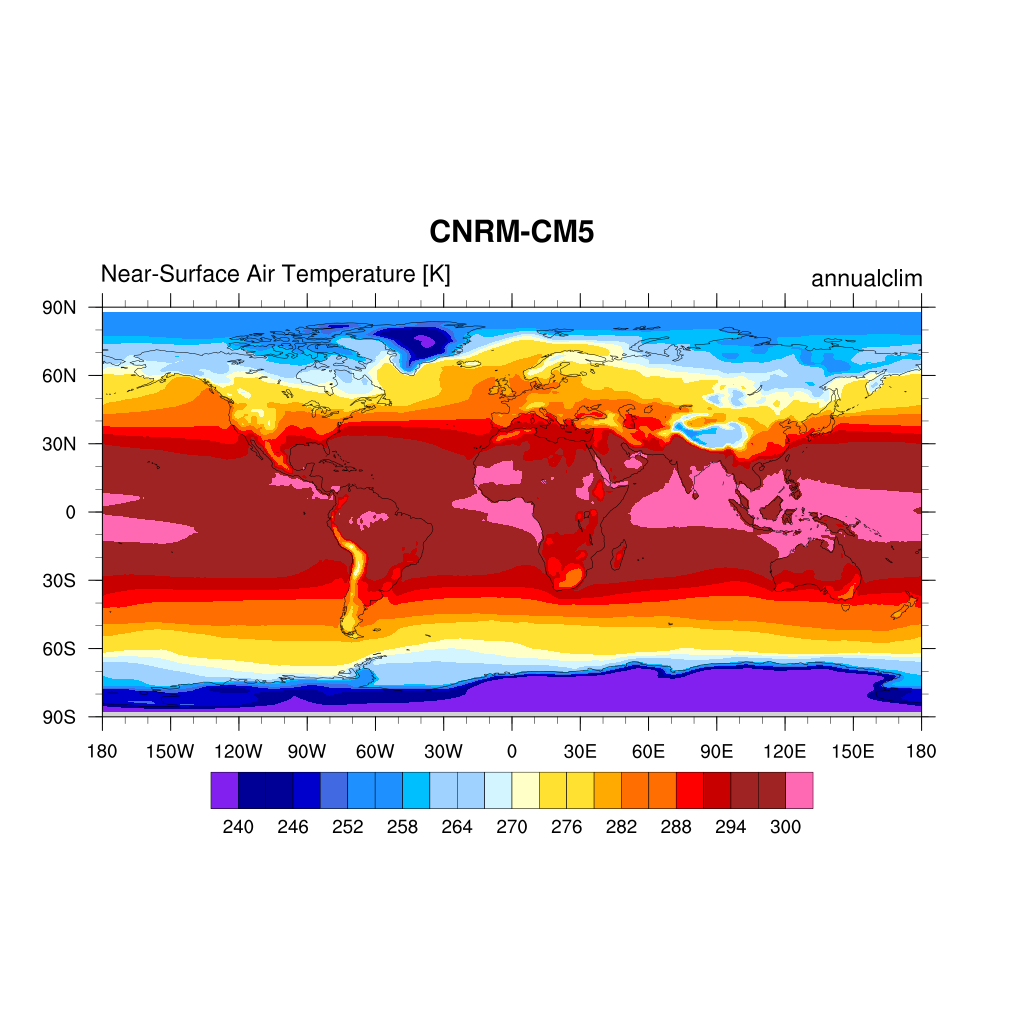 CNRM-CM5
Near-Surface Air Temperature [K]
annualclim
90N
60N
30N
0
30S
60S
90S
180 150W 120W 90W 60W 30W 0 30E 60E 90E 120E 150E 180
240 246 252 258 264 270 276 282 288 294 300